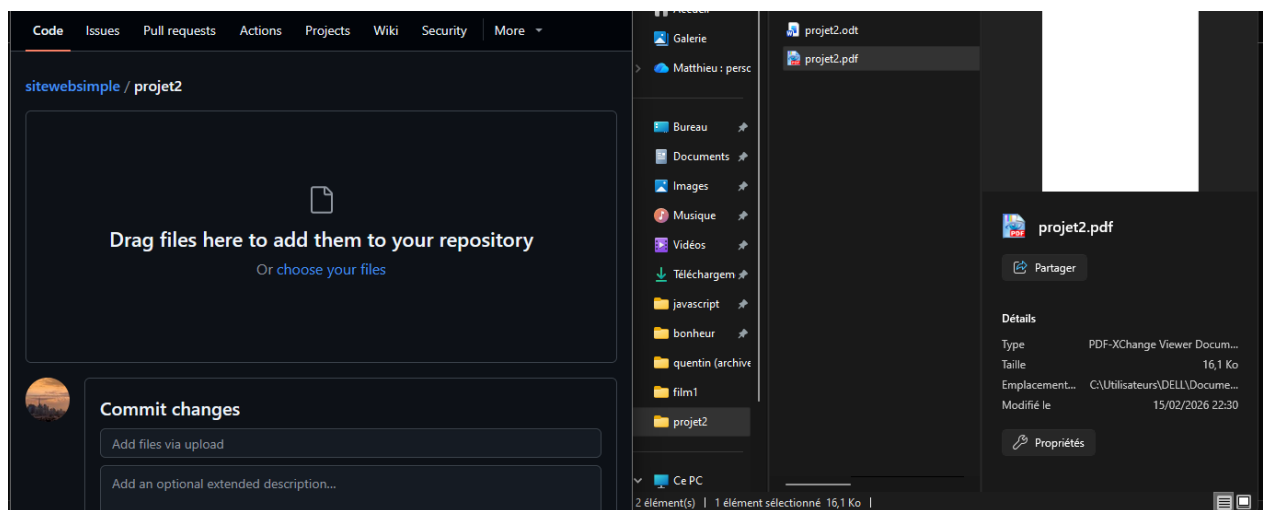 Code Issues Pull requests Actions Projects Wiki Security More
sitewebsimple / projet2
Drag files here to add them to your repository
Or choose your files
Commit changes
Add files via upload
Add an optional extended description...
Accueil
Galerie
Matthieu : persc
Bureau
Documents
Images
Musique
Vidéos
Téléchargem
javascript
bonheur
quentin (archive
film1
projet2
Ce PC
projet2.odt
projet2.pdf
PDF
projet2.pdf
Partager
Détails
Type PDF-XChange Viewer Docum...
Taille 16,1 Ko
Emplacement... C:\Utilisateurs\DELL\Docume...
Modifié le 15/02/2026 22:30
Propriétés
2 élément(s) | 1 élément sélectionné 16,1 Ko |